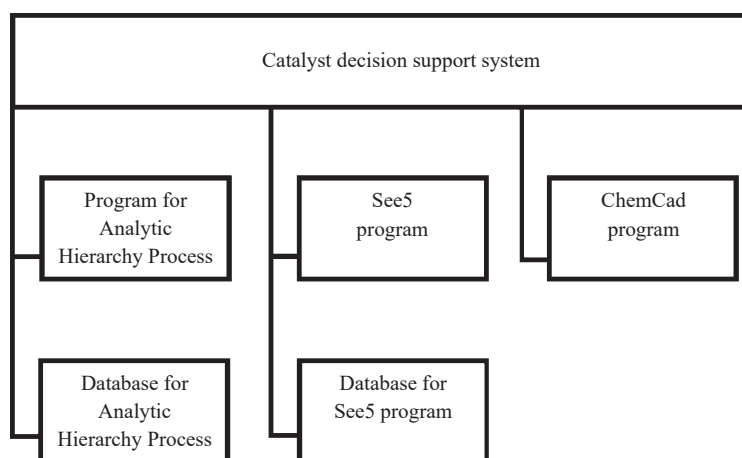 Catalyst decision support system
Program for
Analytic
Hierarchy Process
See5
program
ChemCad
program
Database for
Analytic
Hierarchy Process
Database for
See5 program